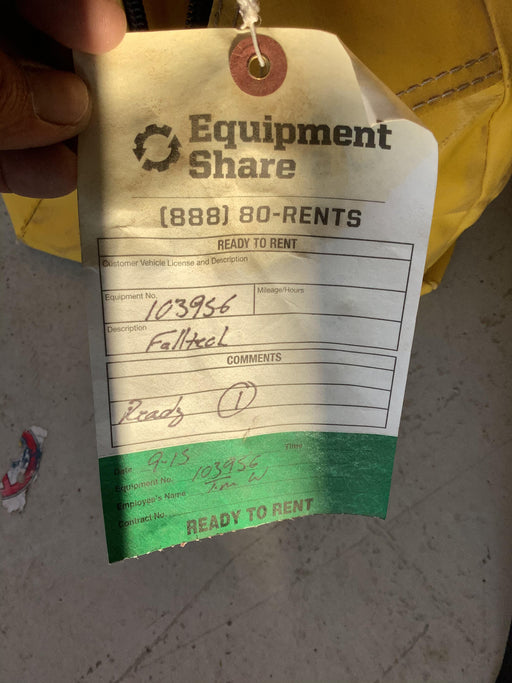 Equipment
Share
(888) 80-RENTS
READY TO RENT
Customer Vehicle License and Description
Equipment No. 103956
Mileage/Hours
Description Falltech
COMMENTS
Ready 1
Date 9-15 Time
Equipment No. 103956
Employee's Name W
Contract No.
READY TO RENT